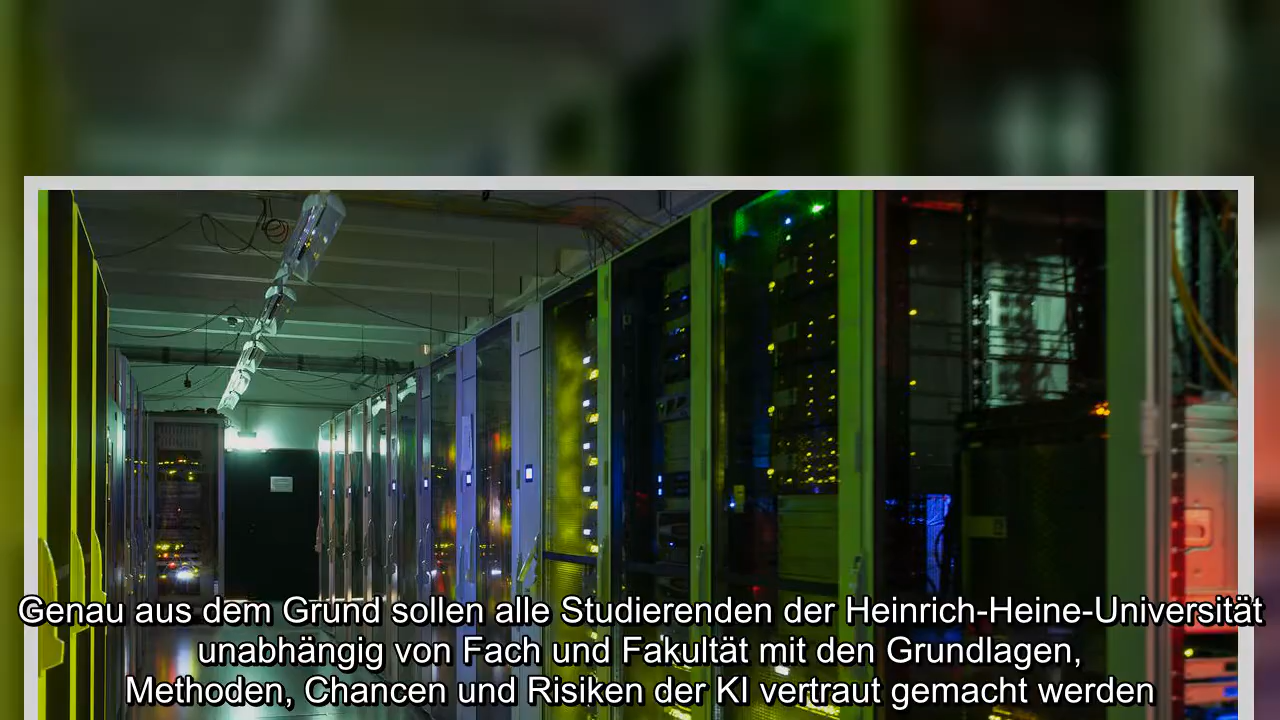 Genau aus dem Grund sollen alle Studierenden der Heinrich-Heine-Universität
unabhängig von Fach und Fakultät mit den Grundlagen,
Methoden, Chancen und Risiken der KI vertraut gemacht werden